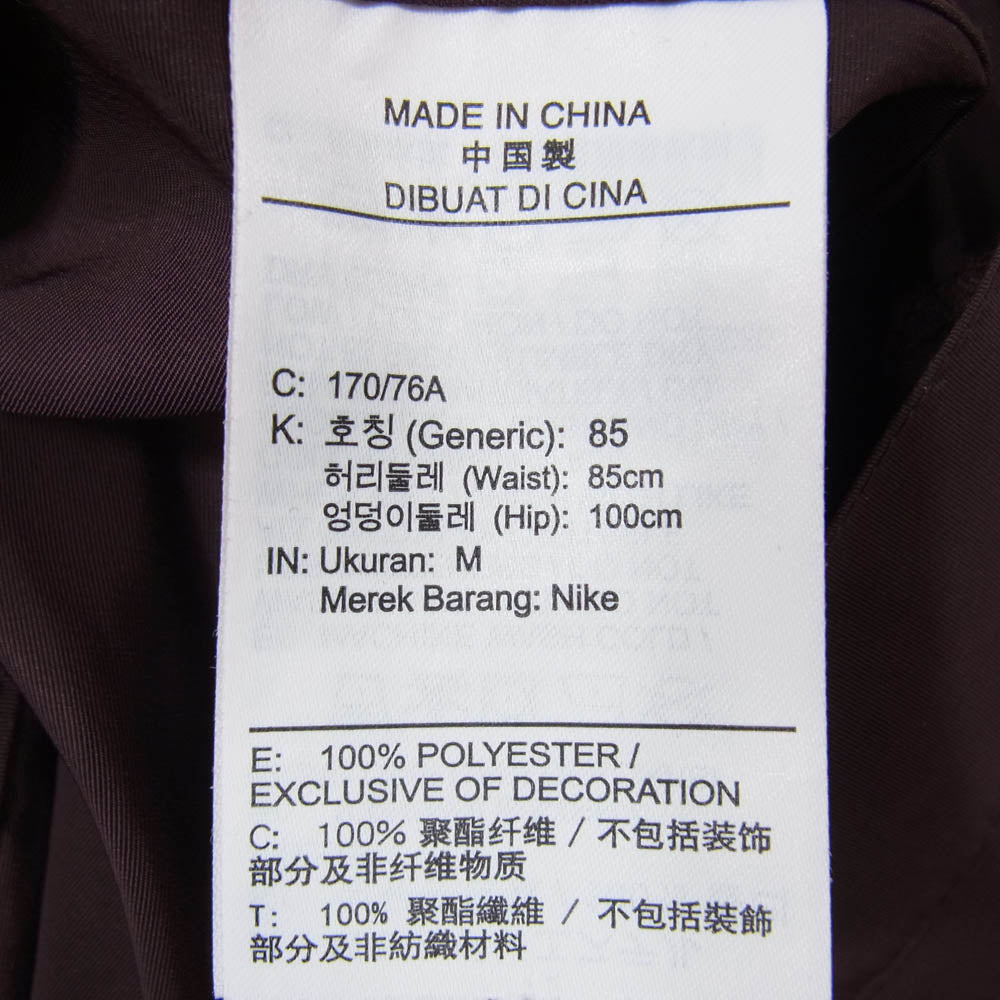 MADE IN CHINA
中国製
DIBUAT DI CINA
C: 170/76A
K: 호칭 (Generic): 85
허리둘레 (Waist): 85cm
엉덩이둘레 (Hip): 100cm
IN: Ukuran: M
Merek Barang: Nike
E: 100% POLYESTER /
EXCLUSIVE OF DECORATION
C: 100% 聚酯纤维 / 不包括装饰
部分及非纤维物质
T: 100% 聚酯纖維 / 不包括裝飾
部分及非紡織材料